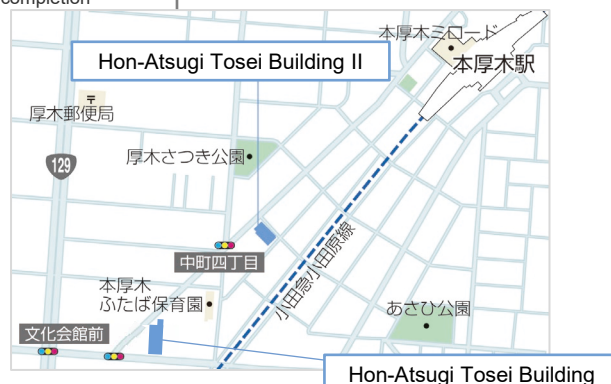 completion
本厚木ミロード
Hon-Atsugi Tosei Building II
本厚木駅
〒
厚木郵便局
厚木さつき公園
129
中町四丁目
小田急小田原線
本厚木
ふたば保育園
あさひ公園
文化会館前
Hon-Atsugi Tosei Building